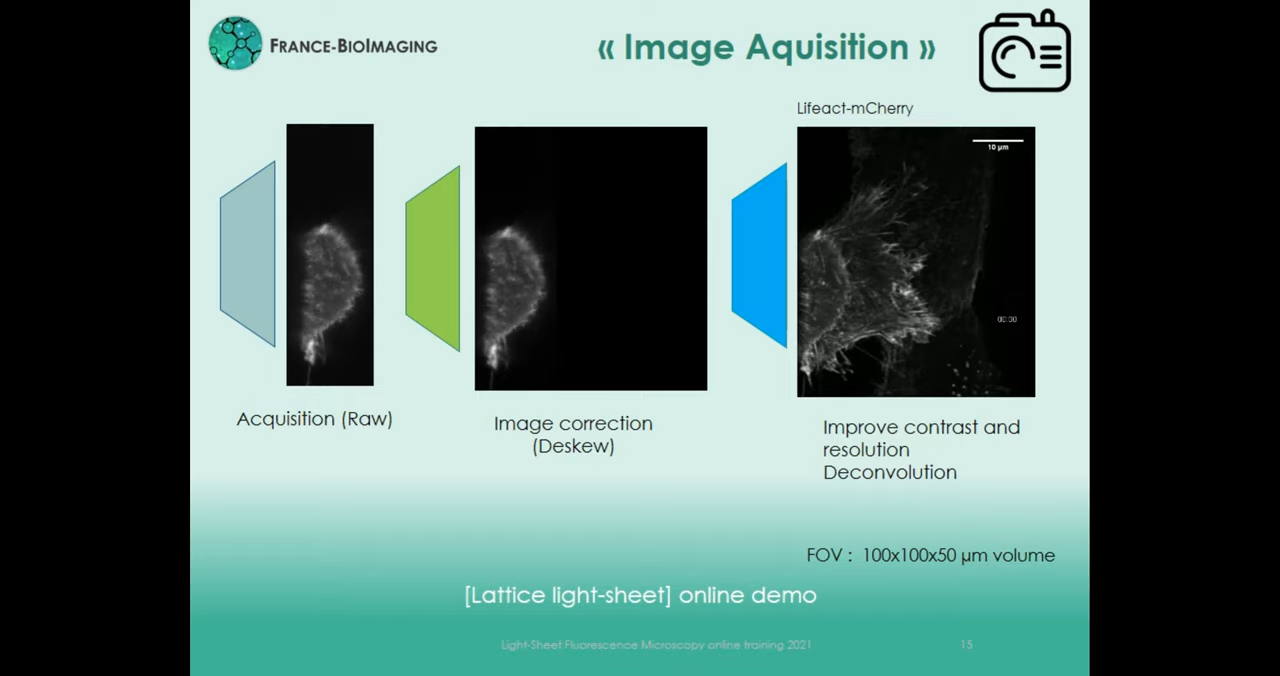 FRANCE-BIOIMAGING
« Image Aquisition »
Lifeact-mCherry
10 µm
00:00
Acquisition (Raw)
Image correction
(Deskew)
Improve contrast and
resolution
Deconvolution
FOV : 100x100x50 µm volume
[Lattice light-sheet] online demo
Light-Sheet Fluorescence Microscopy online training 2021
15